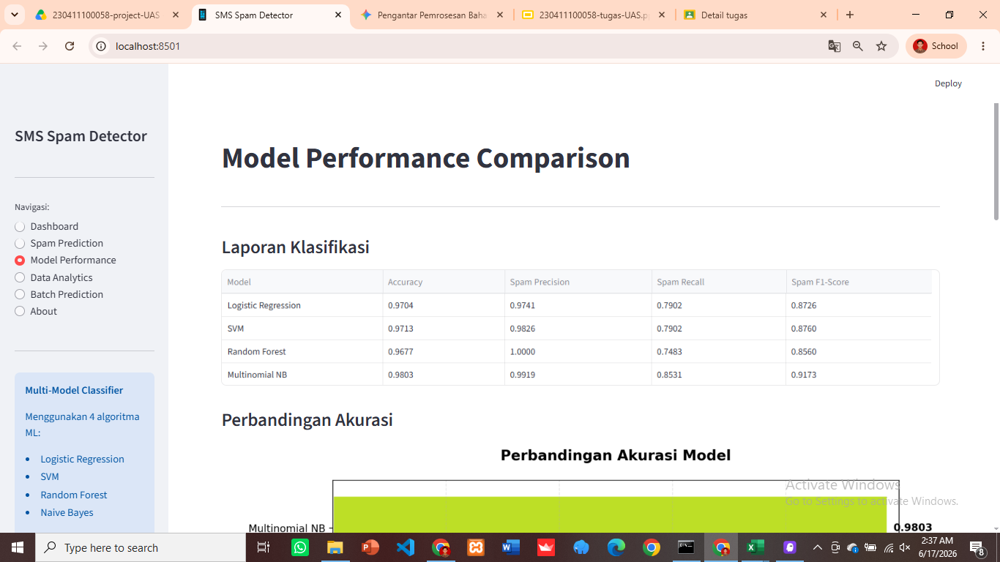 230411100058-project-UAS
SMS Spam Detector
Pengantar Pemrosesan Baha
230411100058-tugas-UAS.p
Detail tugas
localhost:8501
School
Deploy
SMS Spam Detector
Navigasi:
Dashboard
Spam Prediction
Model Performance
Data Analytics
Batch Prediction
About
Multi-Model Classifier
Menggunakan 4 algoritma
ML:
Logistic Regression
SVM
Random Forest
Naive Bayes
Model Performance Comparison
Laporan Klasifikasi
Model Accuracy Spam Precision Spam Recall Spam F1-Score
Logistic Regression 0.9704 0.9741 0.7902 0.8726
SVM 0.9713 0.9826 0.7902 0.8760
Random Forest 0.9677 1.0000 0.7483 0.8560
Multinomial NB 0.9803 0.9919 0.8531 0.9173
Perbandingan Akurasi
Perbandingan Akurasi Model
Multinomial NB 0.9803
Activate Windows
Go to Settings to activate Windows.
Type here to search
2:37 AM
6/17/2026
8